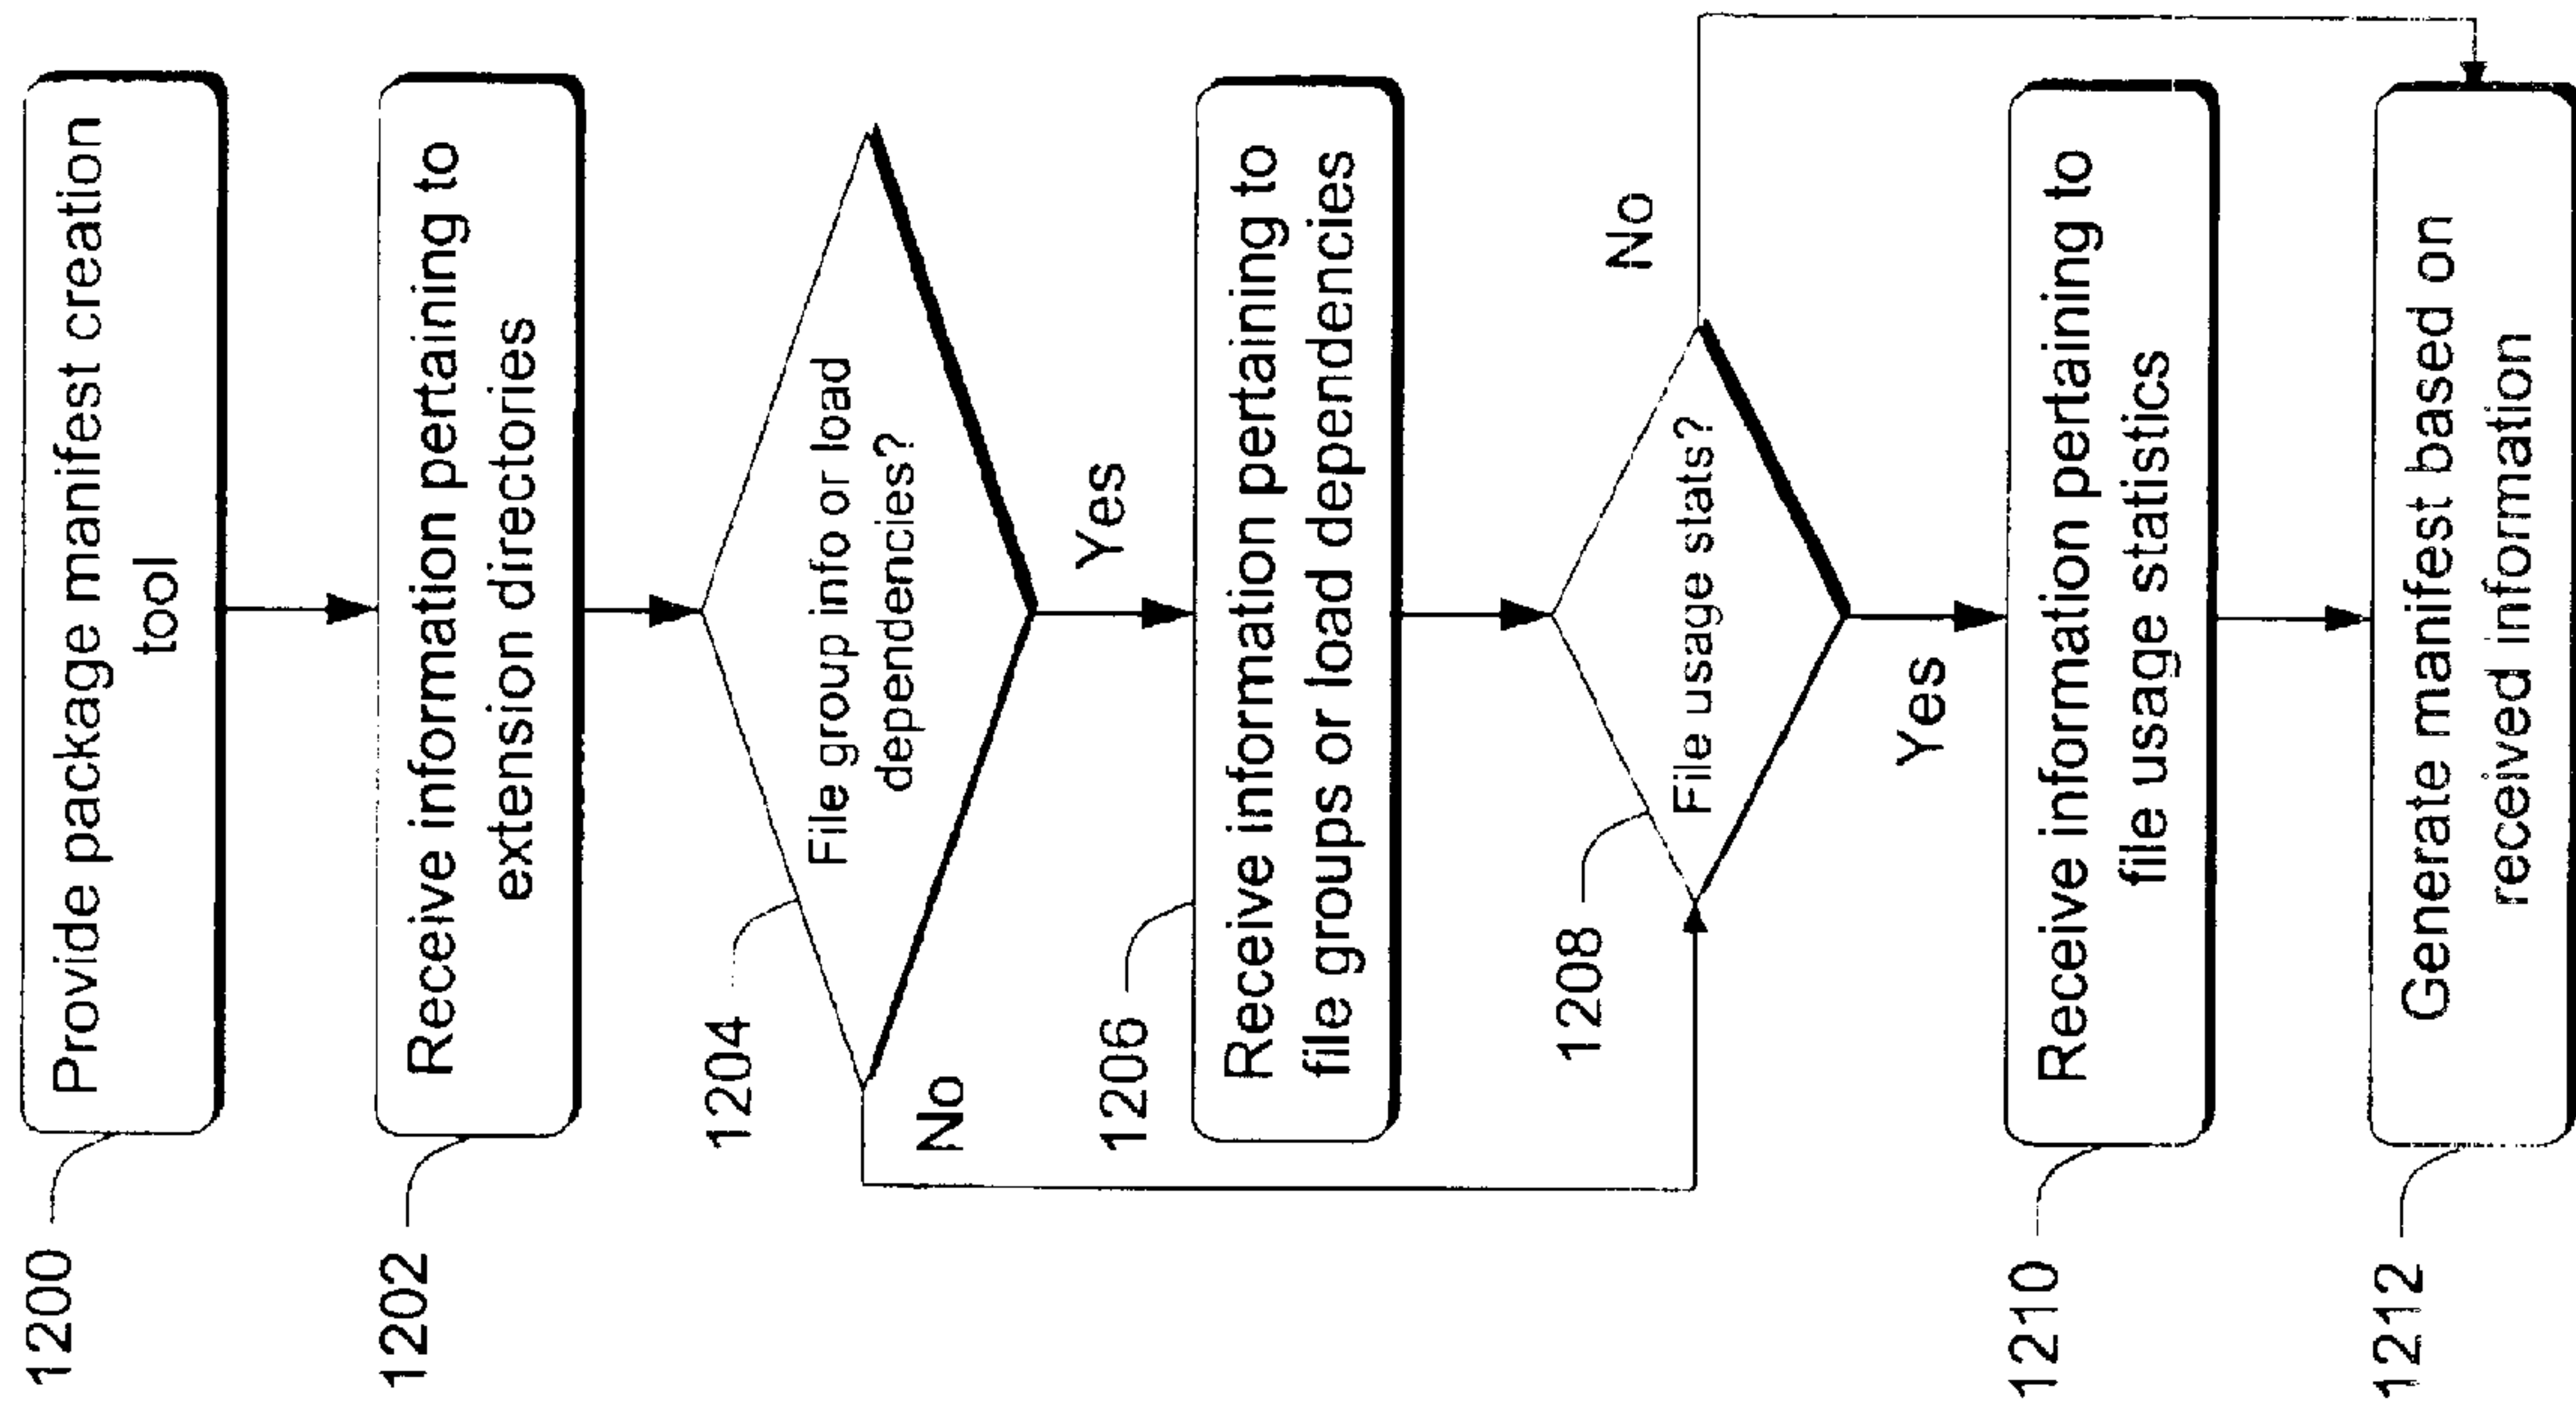 1200
Provide package manifest creation
tool
1202
Receive information pertaining to
extension directories
1204
File group info or load
dependencies?
No
Yes
1206
Receive information pertaining to
file groups or load dependencies
1208
File usage stats?
No
Yes
1210
Receive information pertaining to
file usage statistics
1212
Generate manifest based on
received information